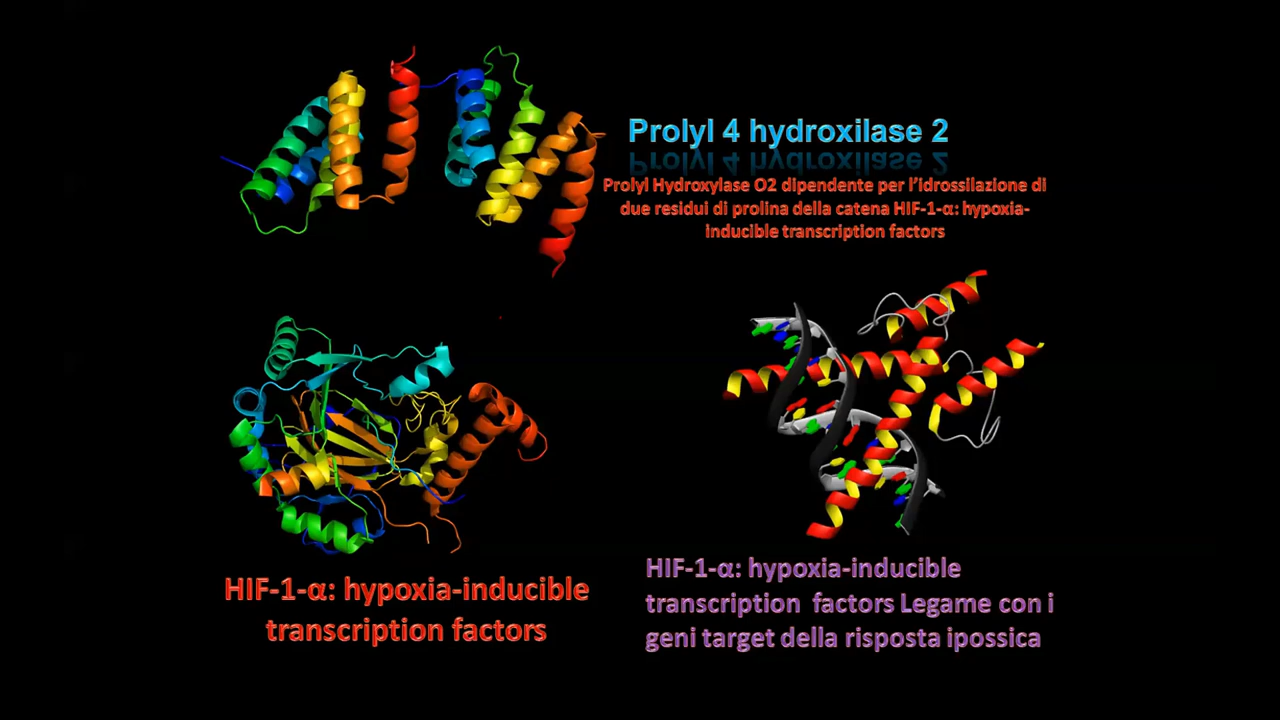 Prolyl 4 hydroxilase 2
Prolyl Hydroxylase O2 dipendente per l'idrossilazione di
due residui di prolina della catena HIF-1-α: hypoxia-
inducible transcription factors
HIF-1-α: hypoxia-inducible
transcription factors
HIF-1-α: hypoxia-inducible
transcription factors Legame con i
geni target della risposta ipossica